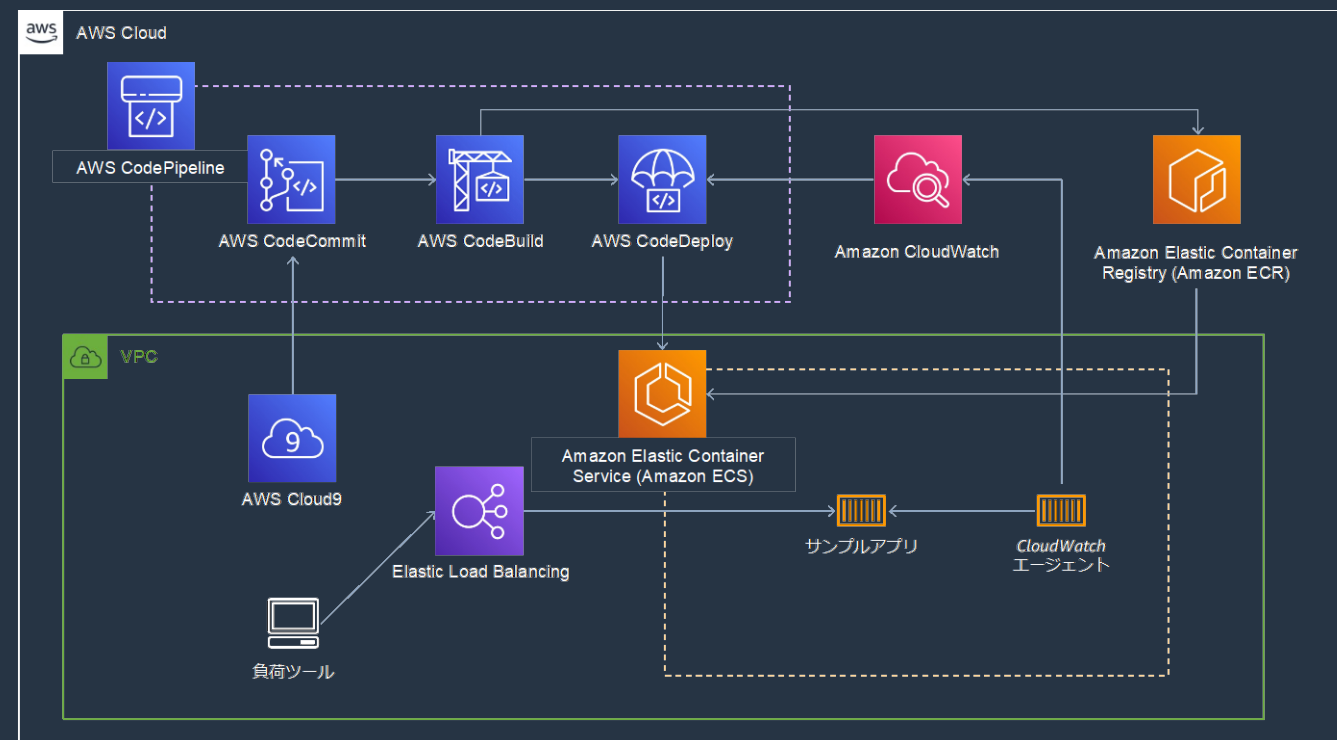 aws
AWS Cloud
AWS CodePipeline
AWS CodeCommit
AWS CodeBuild
AWS CodeDeploy
Amazon CloudWatch
Amazon Elastic Container
Registry (Amazon ECR)
VPC
9
AWS Cloud9
Amazon Elastic Container
Service (Amazon ECS)
Elastic Load Balancing
サンプルアプリ
CloudWatch
エージェント
負荷ツール